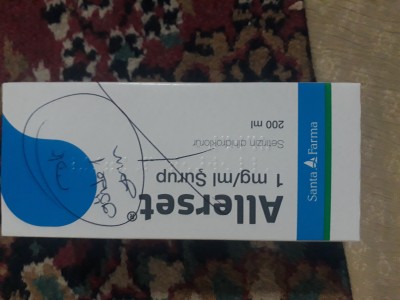 Allerset®
1 mg/ml Şurup
Setirizin dihidroklorür
200 ml
Santa Farma